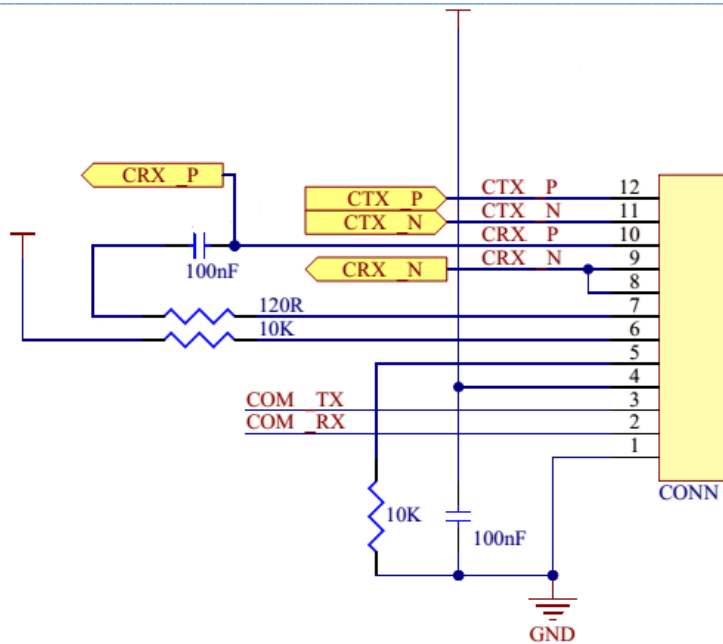 CRX _P
CTX _P
CTX _P
12
CTX _N
CTX _N
11
CRX _P
10
100nF
CRX _N
CRX _N
9
8
120R
7
10K
6
5
4
COM _TX
3
COM _RX
2
1
CONN
10K
100nF
GND